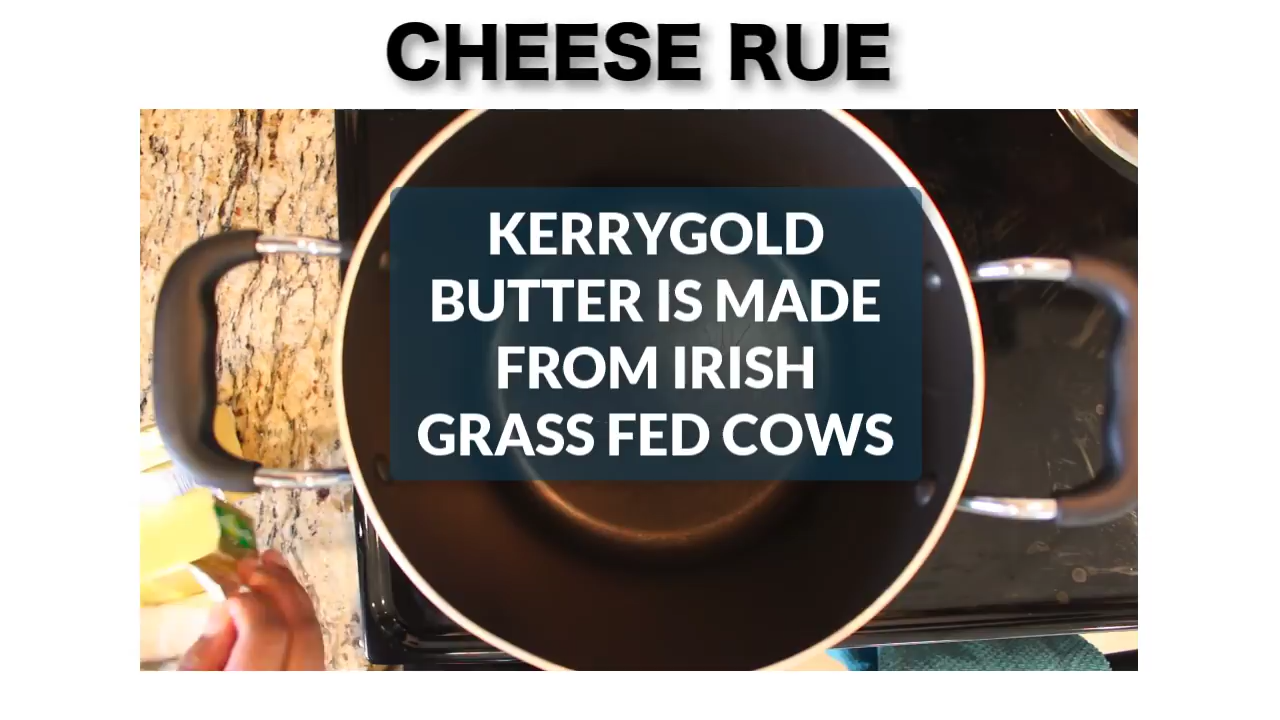 CHEESE RUE
KERRYGOLD
BUTTER IS MADE
FROM IRISH
GRASS FED COWS